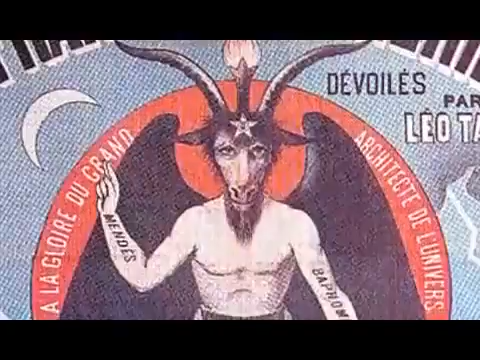 DÉVOILÉS
PAR
LÉO TA
A LA GLOIRE DU GRAND
ARCHITECTE DE L'UNIVERS
MENDÈS
BAPHOM